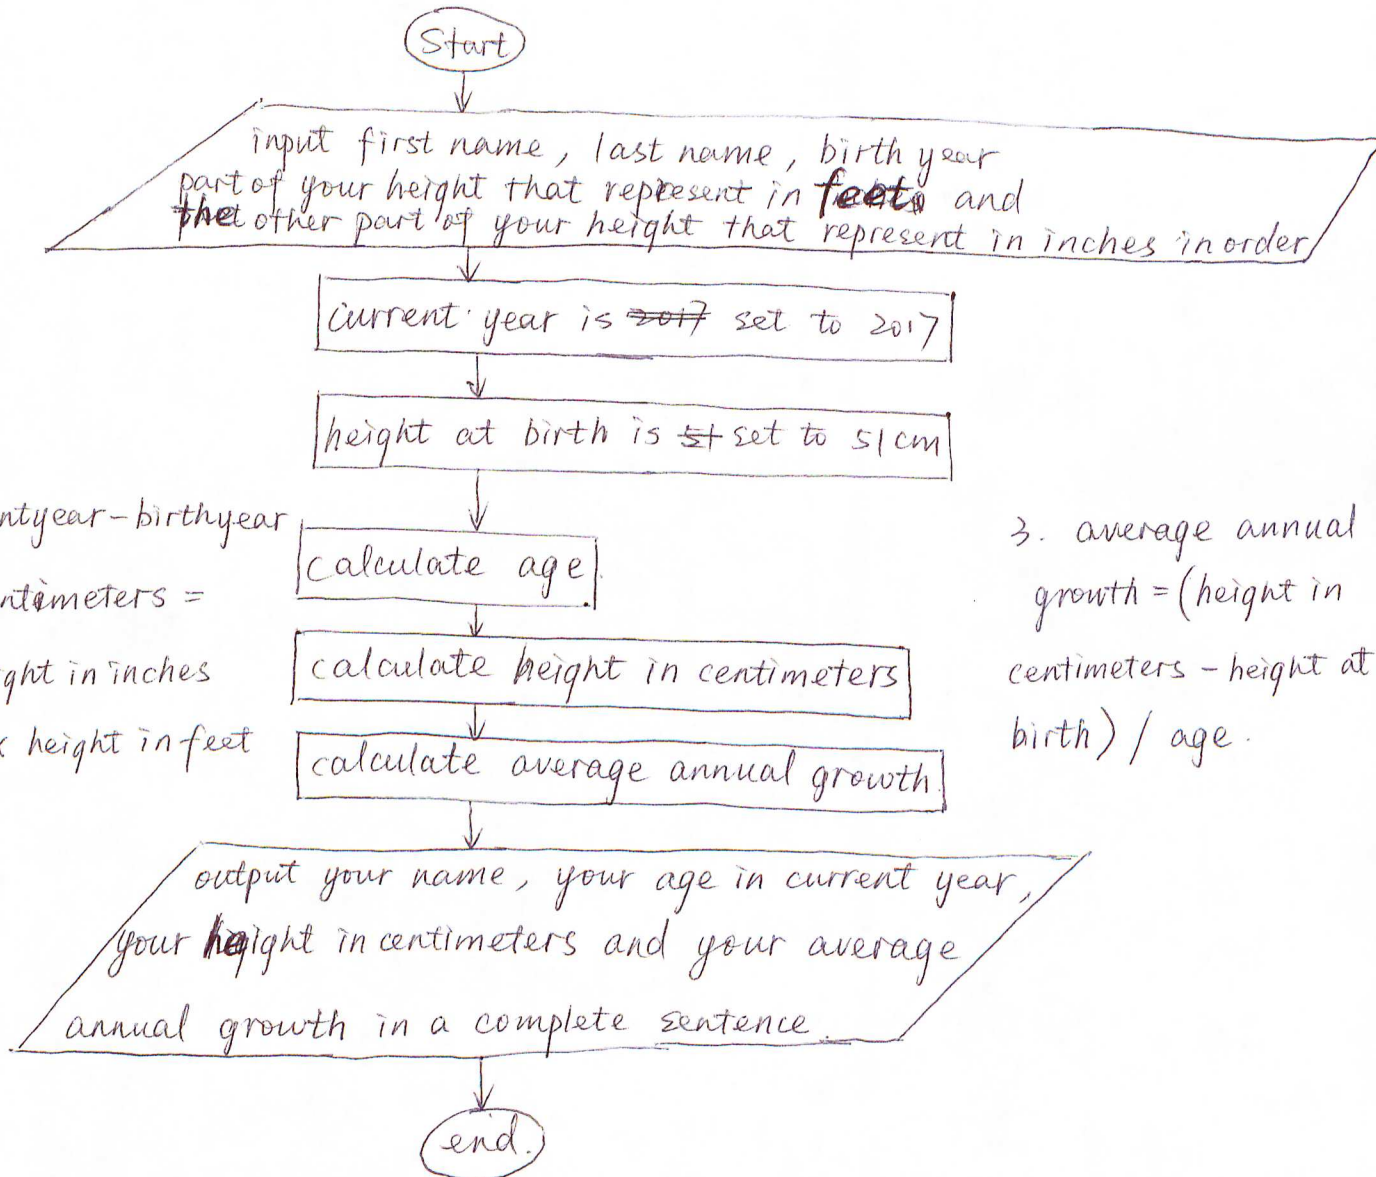 Start
input first name, last name, birth year
part of your height that represent in feet and
the other part of your height that represent in inches in order
current year is 2017 set to 2017
height at birth is 51 set to 51 cm
ntyear - birthyear
calculate age
ntimeters =
ght in inches
height in feet
calculate height in centimeters
calculate average annual growth
3. average annual
growth = (height in
centimeters - height at
birth) / age.
output your name, your age in current year,
your height in centimeters and your average
annual growth in a complete sentence.
end.